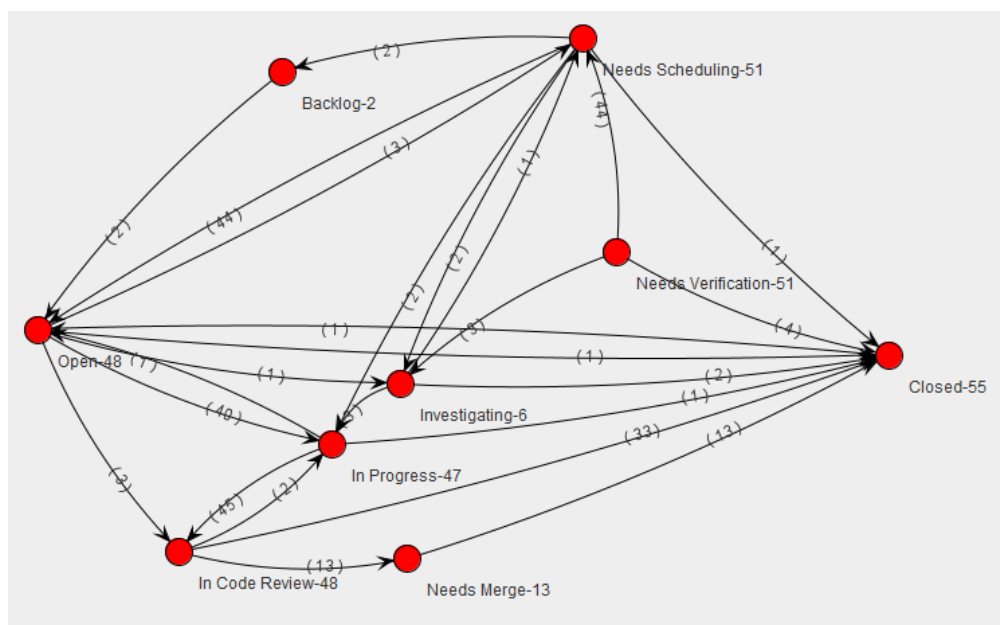 (2)
Needs Scheduling-51
Backlog-2
(44)
(3)
(1)
(2)
(44)
(2)
(1)
Needs Verification-51
(2)
(3)
(4)
(1)
(1)
Open-48
(7)
(1)
(2)
Closed-55
(1)
(40)
Investigating-6
(33)
(13)
In Progress-47
(3)
(45)
(2)
(13)
In Code Review-48
Needs Merge-13